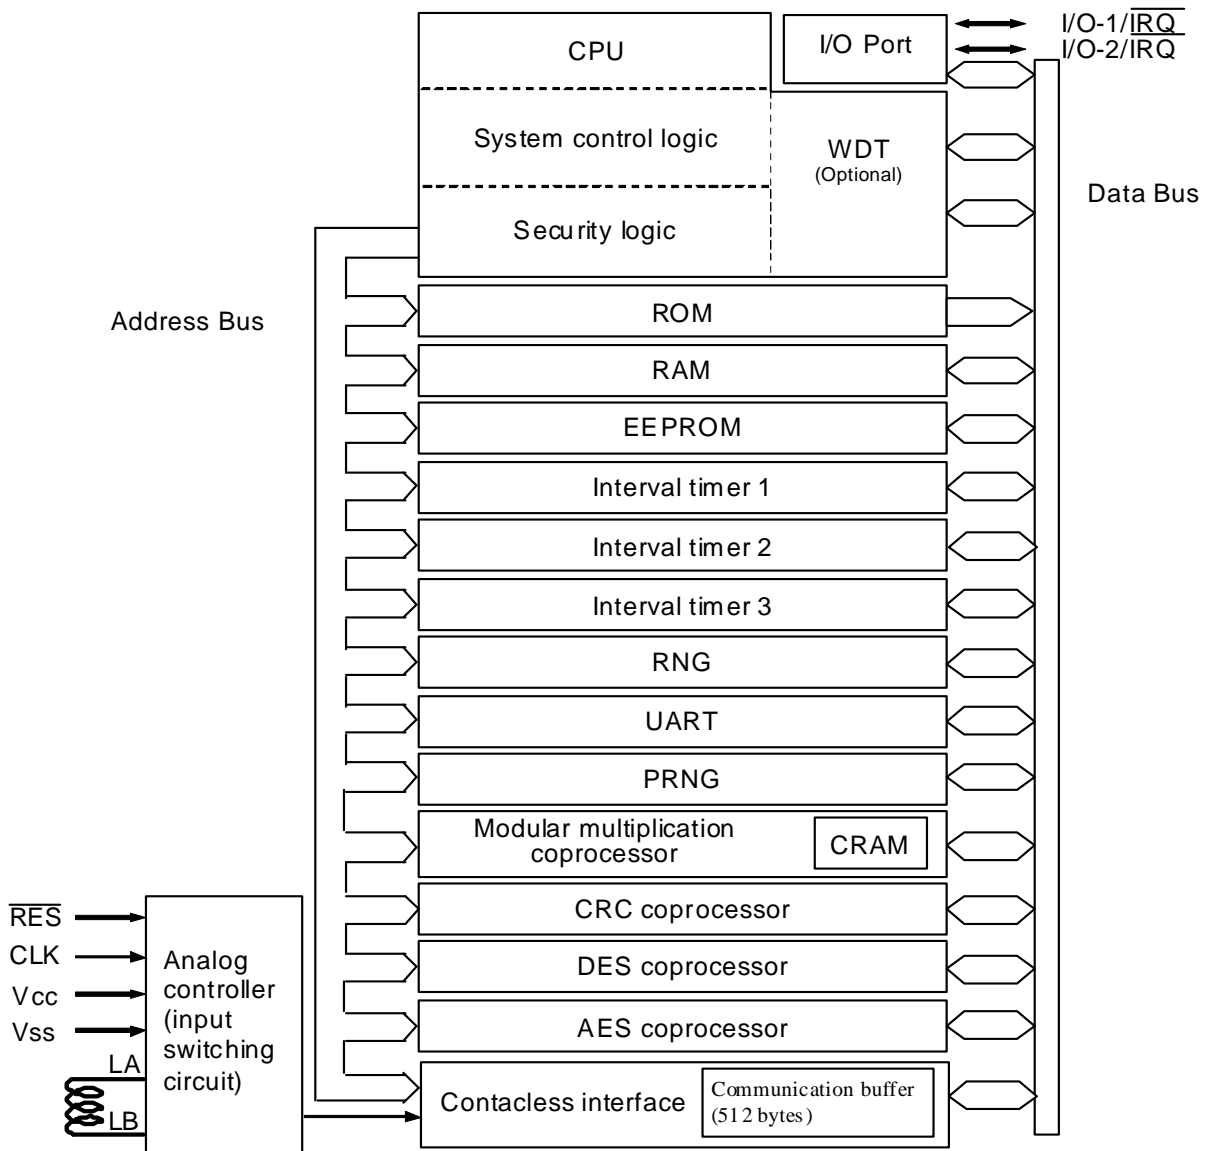 CPU
I/O Port
I/O-1/IRQ
I/O-2/IRQ
System control logic
WDT
(Optional)
Data Bus
Security logic
Address Bus
ROM
RAM
EEPROM
Interval timer 1
Interval timer 2
Interval timer 3
RNG
UART
PRNG
Modular multiplication
coprocessor
CRAM
CRC coprocessor
DES coprocessor
AES coprocessor
RES
CLK
Vcc
Vss
LA
LB
Analog
controller
(input
switching
circuit)
Contacless interface
Communication buffer
(512 bytes)